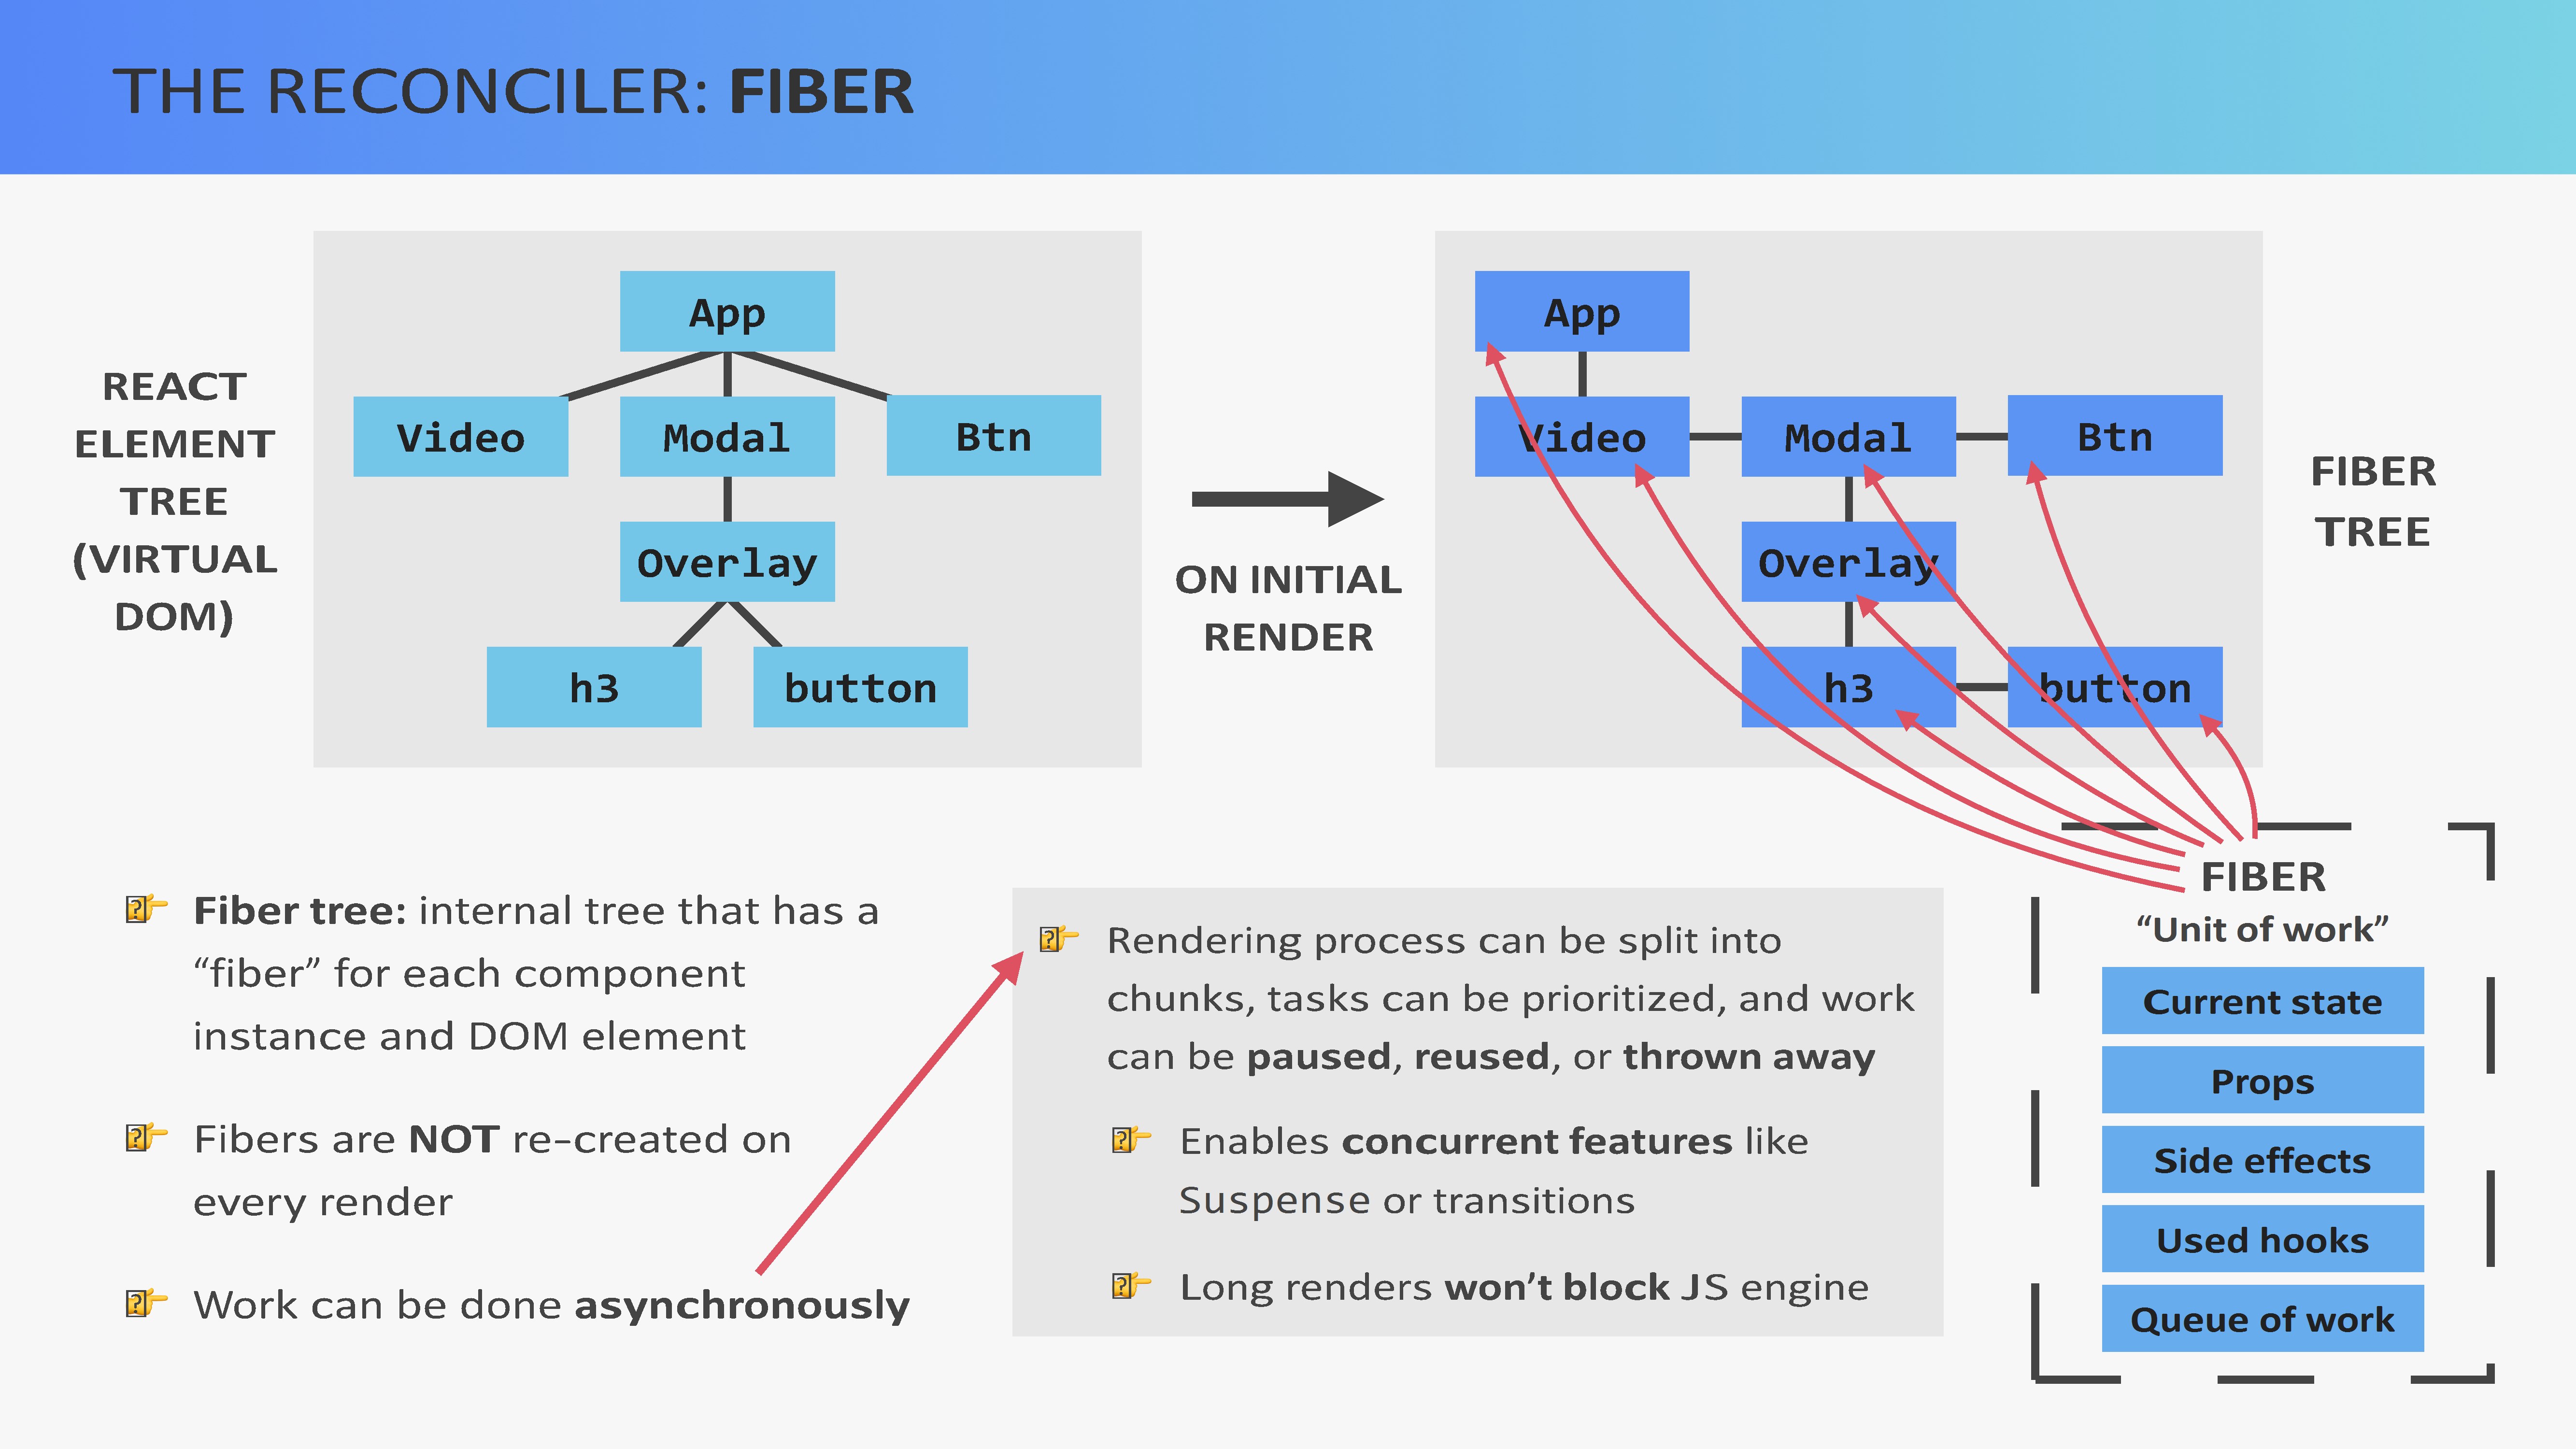 THE RECONCILER: FIBER
REACT
ELEMENT
TREE
(VIRTUAL
DOM)
App
Video
Modal
Btn
Overlay
h3
button
ON INITIAL
RENDER
App
Video
Modal
Btn
Overlay
h3
button
FIBER
TREE
Fiber tree: internal tree that has a
“fiber” for each component
instance and DOM element
Fibers are NOT re-created on
every render
Work can be done asynchronously
Rendering process can be split into
chunks, tasks can be prioritized, and work
can be paused, reused, or thrown away
Enables concurrent features like
Suspense or transitions
Long renders won’t block JS engine
FIBER
“Unit of work”
Current state
Props
Side effects
Used hooks
Queue of work